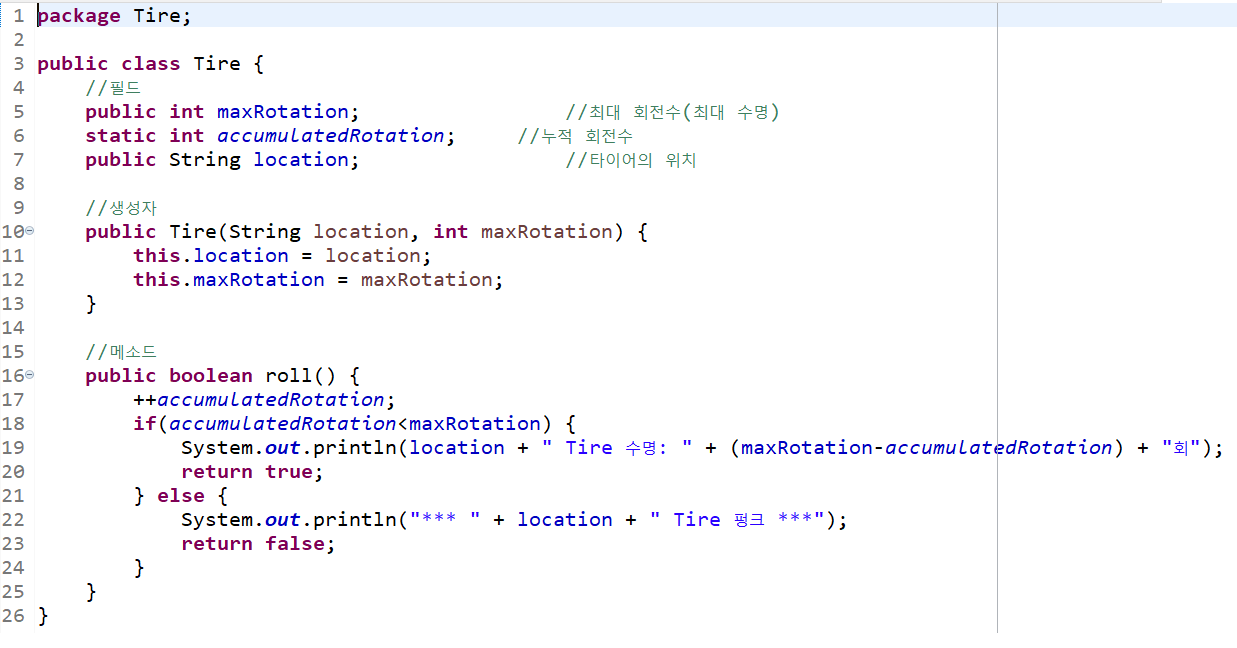 1 package Tire;
2
3 public class Tire {
4 //필드
5 public int maxRotation; //최대 회전수(최대 수명)
6 static int accumulatedRotation; //누적 회전수
7 public String location; //타이어의 위치
8
9 //생성자
10 public Tire(String location, int maxRotation) {
11 this.location = location;
12 this.maxRotation = maxRotation;
13 }
14
15 //메소드
16 public boolean roll() {
17 ++accumulatedRotation;
18 if(accumulatedRotation<maxRotation) {
19 System.out.println(location + " Tire 수명: " + (maxRotation-accumulatedRotation) + "회");
20 return true;
21 } else {
22 System.out.println("*** " + location + " Tire 펑크 ***");
23 return false;
24 }
25 }
26 }